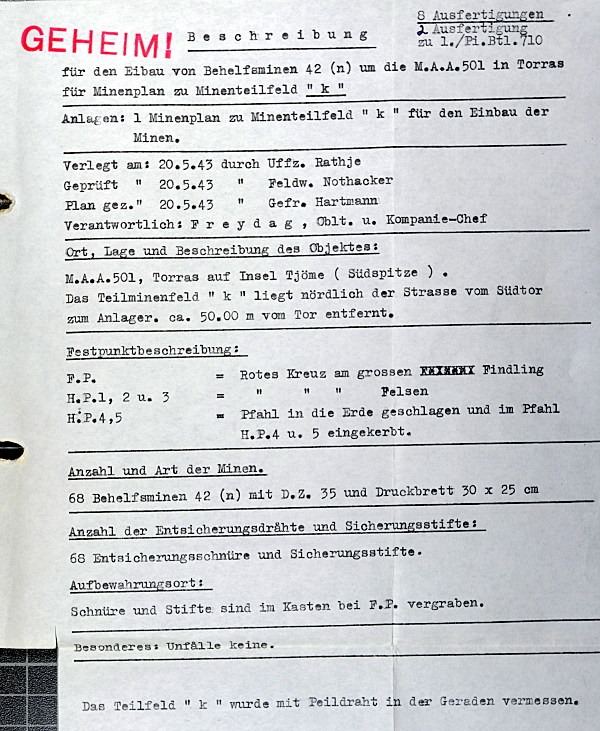 8 Ausfertigungen
2 Ausfertigung
GEHEIM! Beschreibung zu 1./Pi.Btl.710
für den Eibau von Behelfsminen 42 (n) um die M.A.A.501 in Torras
für Minenplan zu Minenteilfeld " k "
Anlagen: 1 Minenplan zu Minenteilfeld " k " für den Einbau der
Minen.
Verlegt am: 20.5.43 durch Uffz. Rathje
Geprüft " 20.5.43 " Feldw. Nothacker
Plan gez." 20.5.43 " Gefr. Hartmann
Verantwortlich: F r e y d a g , Oblt. u. Kompanie-Chef
Ort, Lage und Beschreibung des Objektes:
M.A.A.501, Torras auf Insel Tjöme ( Südspitze ) .
Das Teilminenfeld " k " liegt nördlich der Strasse vom Südtor
zum Anlager. ca. 50.00 m vom Tor entfernt.
Festpunktbeschreibung:
F.P. = Rotes Kreuz am grossen Findling
H.P.1, 2 u. 3 = " " " Felsen
H.P.4,5 = Pfahl in die Erde geschlagen und im Pfahl
H.P.4 u. 5 eingekerbt.
Anzahl und Art der Minen.
68 Behelfsminen 42 (n) mit D.Z. 35 und Druckbrett 30 x 25 cm
Anzahl der Entsicherungsdrähte und Sicherungsstifte:
68 Entsicherungsschnüre und Sicherungsstifte.
Aufbewahrungsort:
Schnüre und Stifte sind im Kasten bei F.P. vergraben.
Besonderes: Unfälle keine.
Das Teilfeld " k " wurde mit Peildraht in der Geraden vermessen.